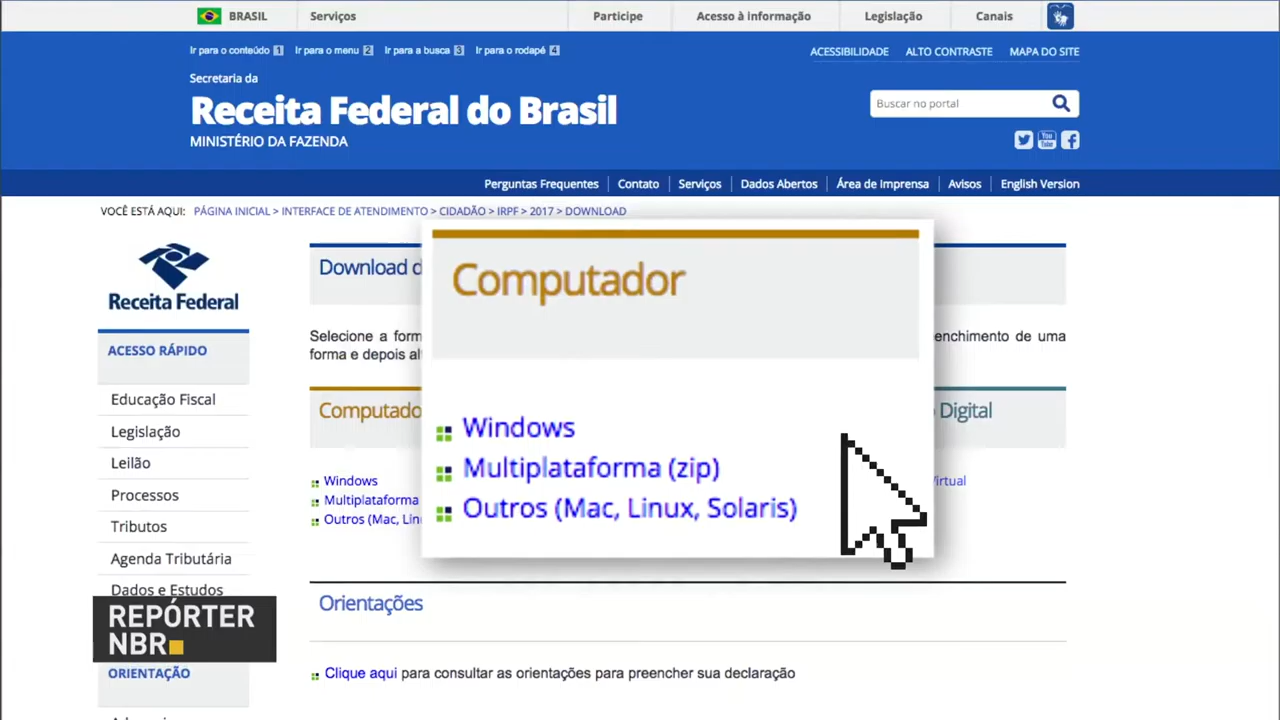 BRASIL
Serviços
Participe
Acesso à informação
Legislação
Canais
Ir para o conteúdo 1
Ir para o menu 2
Ir para a busca 3
Ir para o rodapé 4
ACESSIBILIDADE
ALTO CONTRASTE
MAPA DO SITE
Secretaria da
Receita Federal do Brasil
MINISTÉRIO DA FAZENDA
Buscar no portal
You Tube
Perguntas Frequentes
Contato
Serviços
Dados Abertos
Área de Imprensa
Avisos
English Version
VOCÊ ESTÁ AQUI: PÁGINA INICIAL > INTERFACE DE ATENDIMENTO > CIDADÃO > IRPF > 2017 > DOWNLOAD
Receita Federal
ACESSO RÁPIDO
Educação Fiscal
Legislação
Leilão
Processos
Tributos
Agenda Tributária
Dados e Estudos
REPÓRTER
NBR
ORIENTAÇÃO
Download
Selecione a
enchimento de uma
forma e depois
Digital
Windows
Multiplataforma
Outros (Mac,
Computador
Windows
Multiplataforma (zip)
Outros (Mac, Linux, Solaris)
Orientações
Clique aqui para consultar as orientações para preencher sua declaração